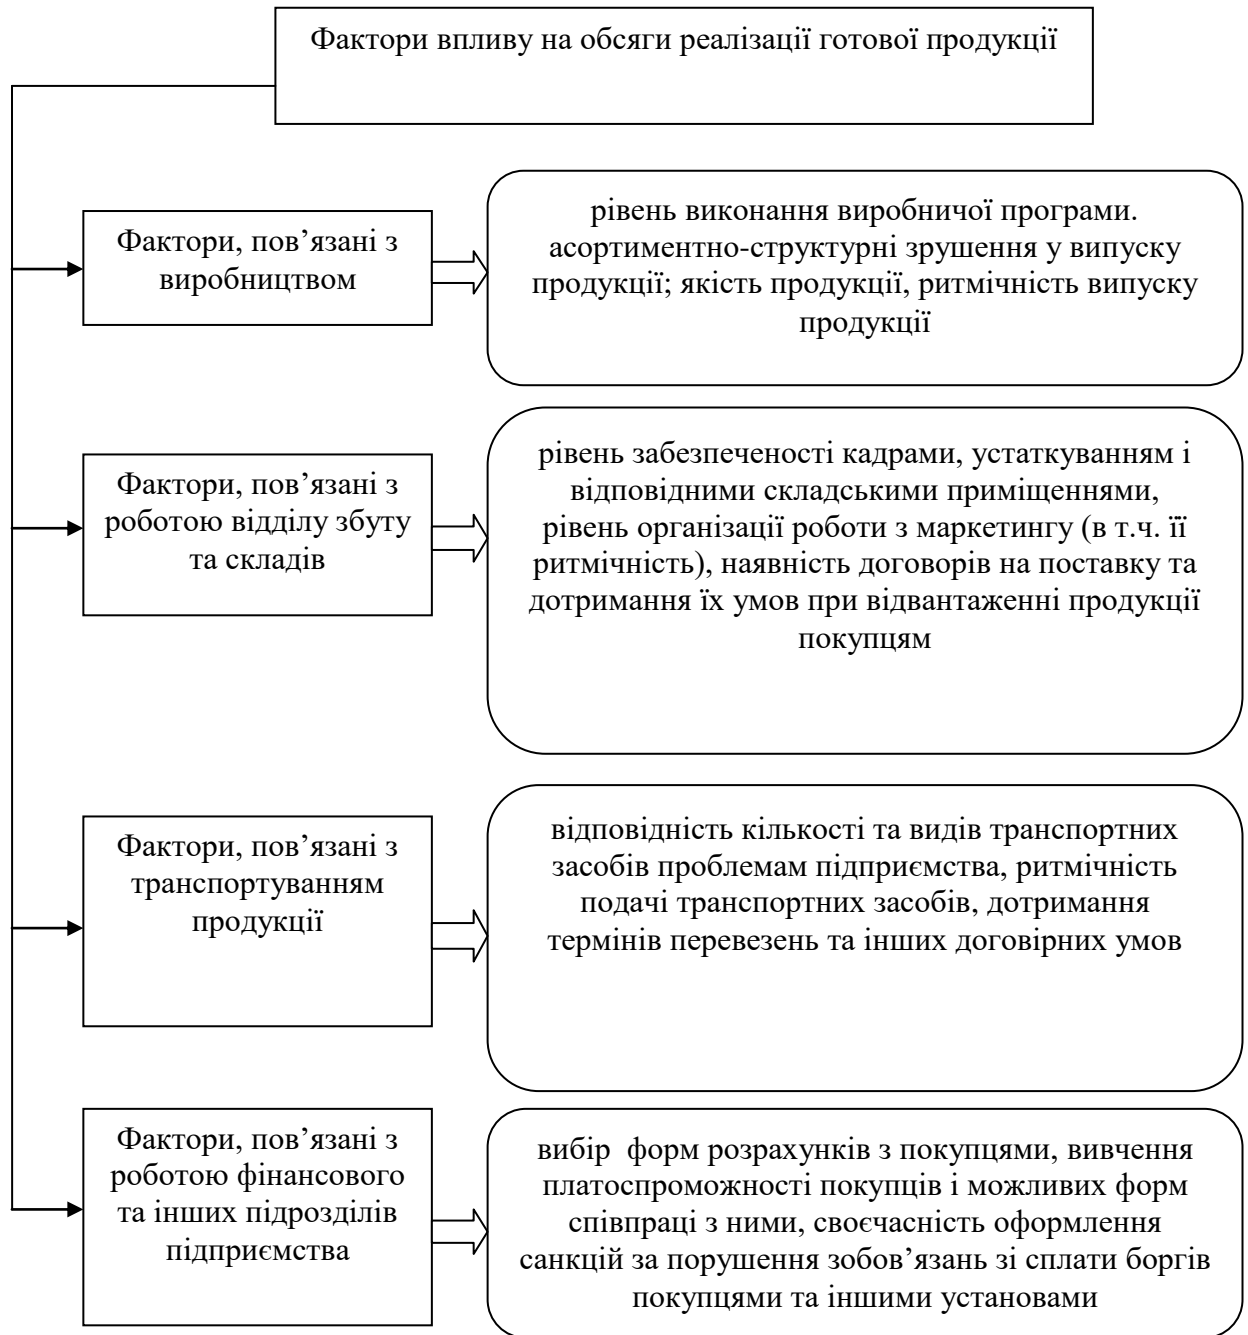 Фактори впливу на обсяги реалізації готової продукції
Фактори, пов’язані з
виробництвом
рівень виконання виробничої програми.
асортиментно-структурні зрушення у випуску
продукції; якість продукції, ритмічність випуску
продукції
Фактори, пов’язані з
роботою відділу збуту
та складів
рівень забезпеченості кадрами, устаткуванням і
відповідними складськими приміщеннями,
рівень організації роботи з маркетингу (в т.ч. її
ритмічність), наявність договорів на поставку та
дотримання їх умов при відвантаженні продукції
покупцям
Фактори, пов’язані з
транспортуванням
продукції
відповідність кількості та видів транспортних
засобів проблемам підприємства, ритмічність
подачі транспортних засобів, дотримання
термінів перевезень та інших договірних умов
Фактори, пов’язані з
роботою фінансового
та інших підрозділів
підприємства
вибір  форм розрахунків з покупцями, вивчення
платоспроможності покупців і можливих форм
співпраці з ними, своєчасність оформлення
санкцій за порушення зобов’язань зі сплати боргів
покупцями та іншими установами